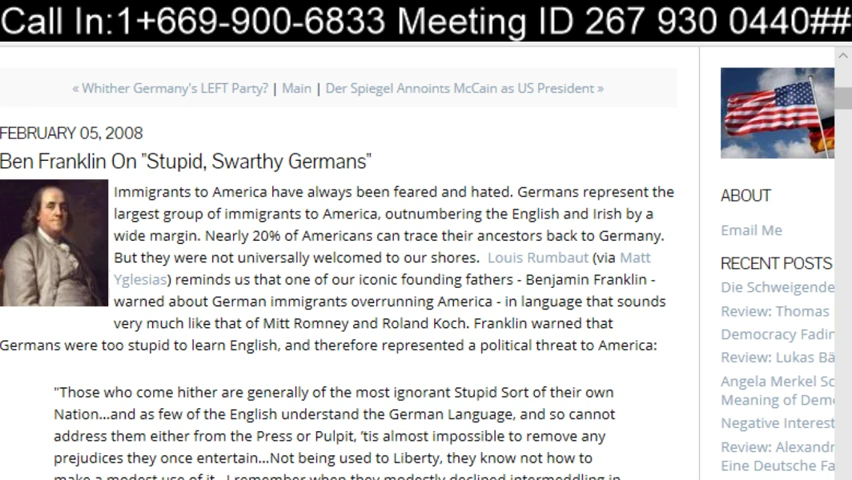 Call In:1+669-900-6833 Meeting ID 267 930 0440##
« Whither Germany's LEFT Party? | Main | Der Spiegel Annoints McCain as US President »
FEBRUARY 05, 2008
Ben Franklin On "Stupid, Swarthy Germans"
Immigrants to America have always been feared and hated. Germans represent the
largest group of immigrants to America, outnumbering the English and Irish by a
wide margin. Nearly 20% of Americans can trace their ancestors back to Germany.
But they were not universally welcomed to our shores. Louis Rumbaut (via Matt
Yglesias) reminds us that one of our iconic founding fathers - Benjamin Franklin -
warned about German immigrants overrunning America - in language that sounds
very much like that of Mitt Romney and Roland Koch. Franklin warned that
Germans were too stupid to learn English, and therefore represented a political threat to America:
"Those who come hither are generally of the most ignorant Stupid Sort of their own
Nation...and as few of the English understand the German Language, and so cannot
address them either from the Press or Pulpit, 'tis almost impossible to remove any
prejudices they once entertain...Not being used to Liberty, they know not how to
make a modest use of it...I remember when they modestly declined intermeddling in
ABOUT
Email Me
RECENT POSTS
Die Schweigende
Review: Thomas
Democracy Fadin
Review: Lukas Bä
Angela Merkel Sc
Meaning of Demo
Negative Interest
Review: Alexandr
Eine Deutsche Fa